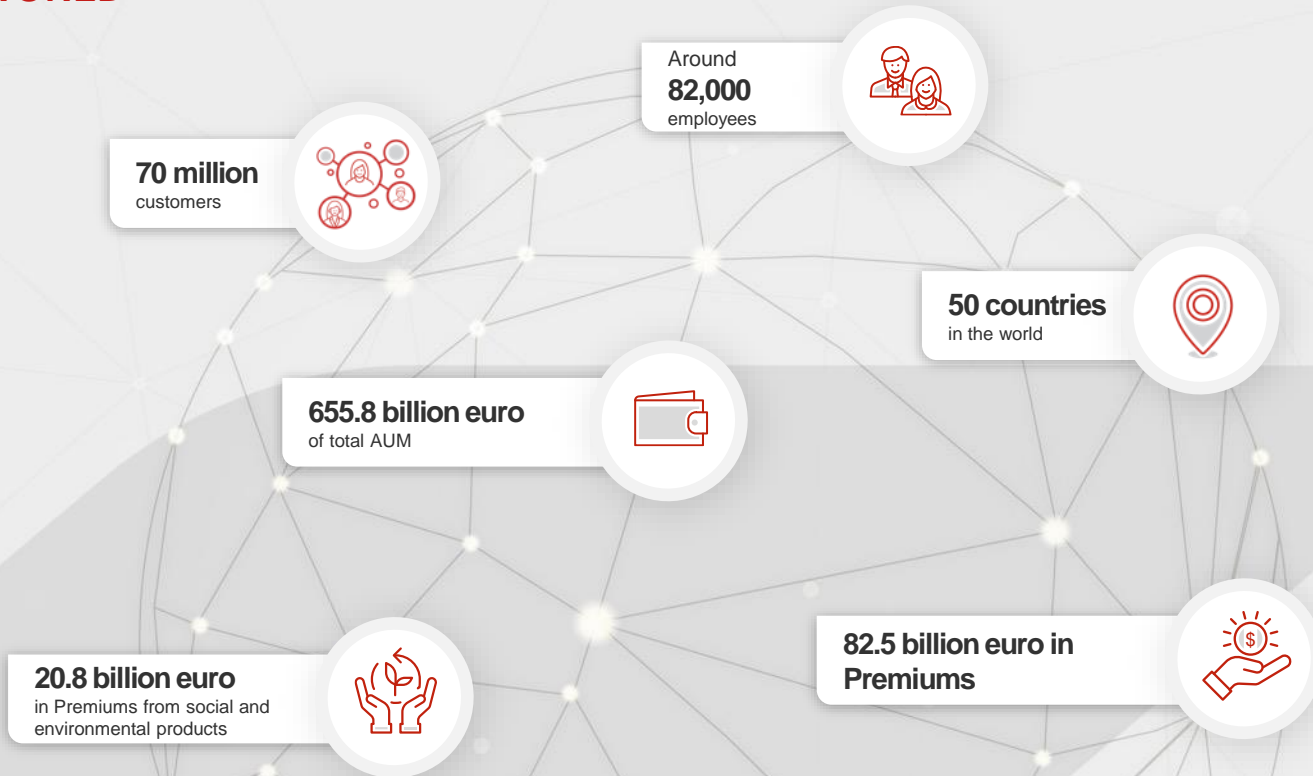 Around
82,000
employees
70 million
customers
50 countries
in the world
655.8 billion euro
of total AUM
82.5 billion euro in
Premiums
20.8 billion euro
in Premiums from social and
environmental products
$